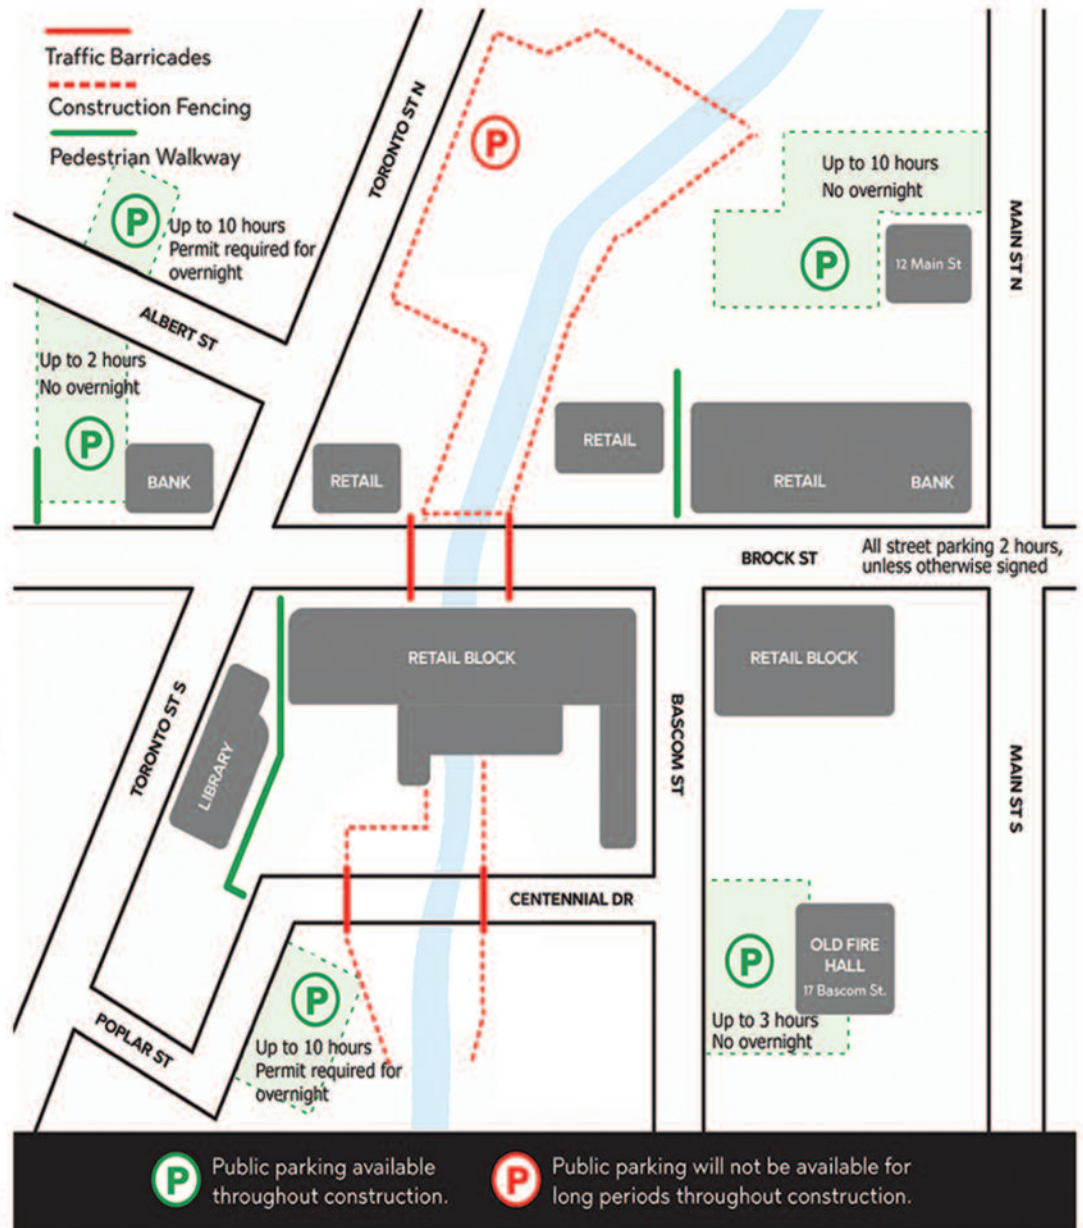 Traffic Barricades
Construction Fencing
Pedestrian Walkway
TORONTO ST N
P
P
Up to 10 hours
Permit required for
overnight
Up to 10 hours
No overnight
P
12 Main St
MAIN ST N
ALBERT ST
Up to 2 hours
No overnight
P
BANK
RETAIL
RETAIL
RETAIL
BANK
BROCK ST
All street parking 2 hours,
unless otherwise signed
RETAIL BLOCK
RETAIL BLOCK
TORONTO ST S
LIBRARY
BASCOM ST
MAIN ST S
CENTENNIAL DR
OLD FIRE
HALL
17 Bascom St.
P
Up to 3 hours
No overnight
P
POPLAR ST
Up to 10 hours
Permit required for
overnight
P
Public parking available
throughout construction.
P
Public parking will not be available for
long periods throughout construction.